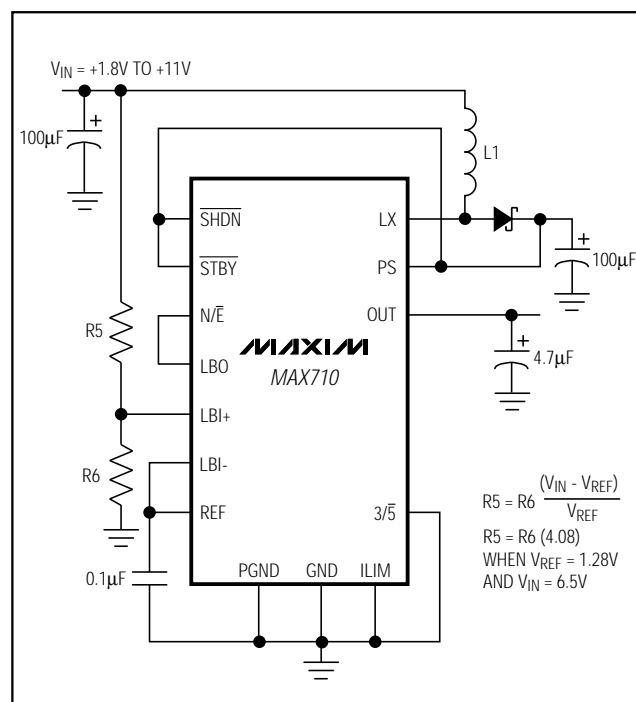 V_IN = +1.8V TO +11V
+
100µF
L1
S̅H̅D̅N̅
LX
+
100µF
S̅T̅B̅Y̅
PS
N/E̅
OUT
+
4.7µF
R5
MAXIM
MAX710
LBO
LBI+
R6
LBI-
REF
3/5̅
R5 = R6 (V_IN - V_REF)
V_REF
R5 = R6 (4.08)
WHEN V_REF = 1.28V
AND V_IN = 6.5V
0.1µF
PGND GND ILIM